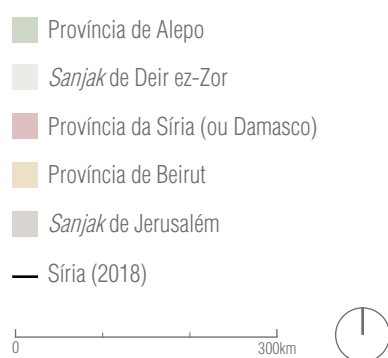 Província de Alepo
Sanjak de Deir ez-Zor
Província da Síria (ou Damasco)
Província de Beirut
Sanjak de Jerusalém
Síria (2018)
0 300km